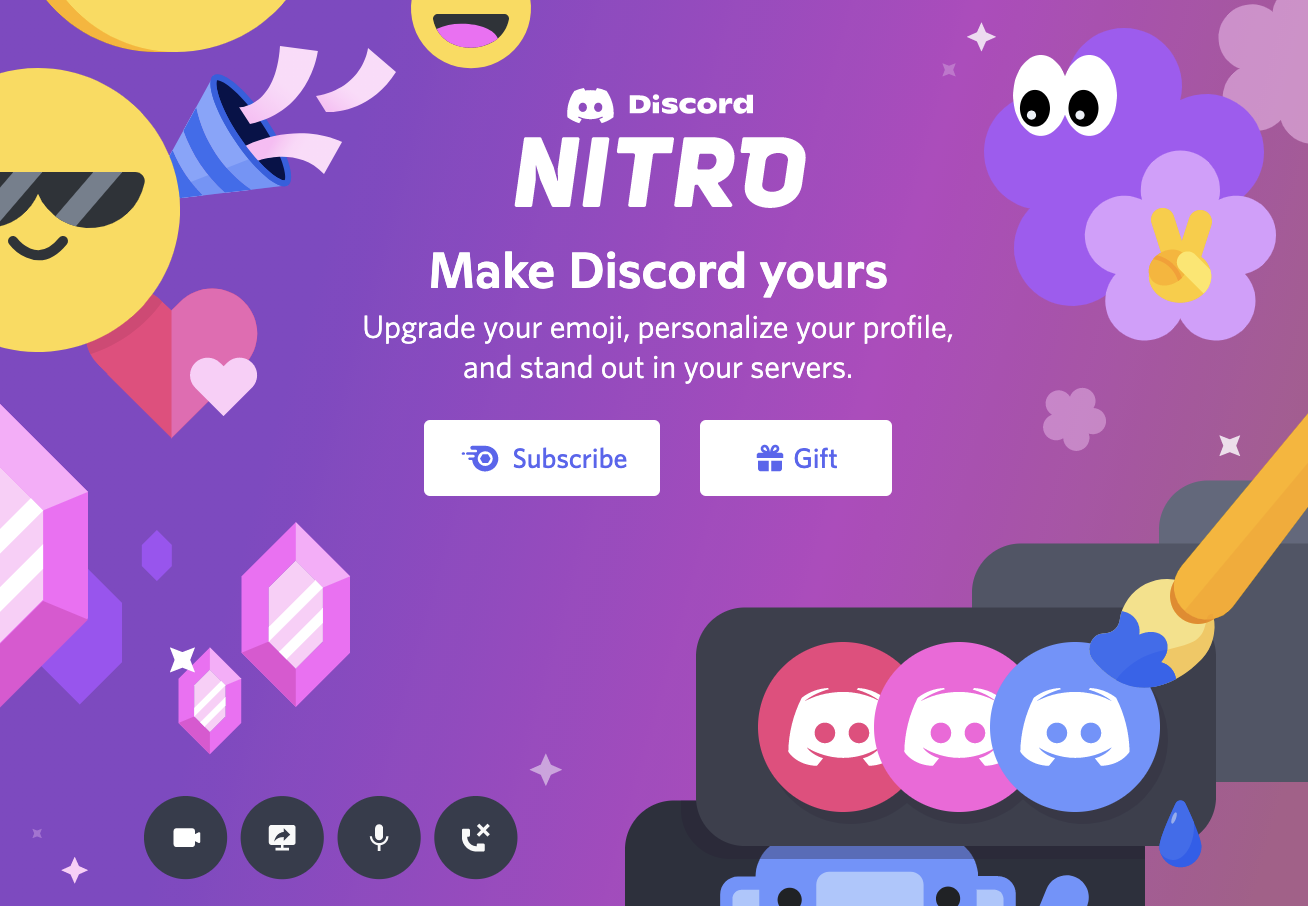 Discord
NITRO
Make Discord yours
Upgrade your emoji, personalize your profile,
and stand out in your servers.
Subscribe
Gift